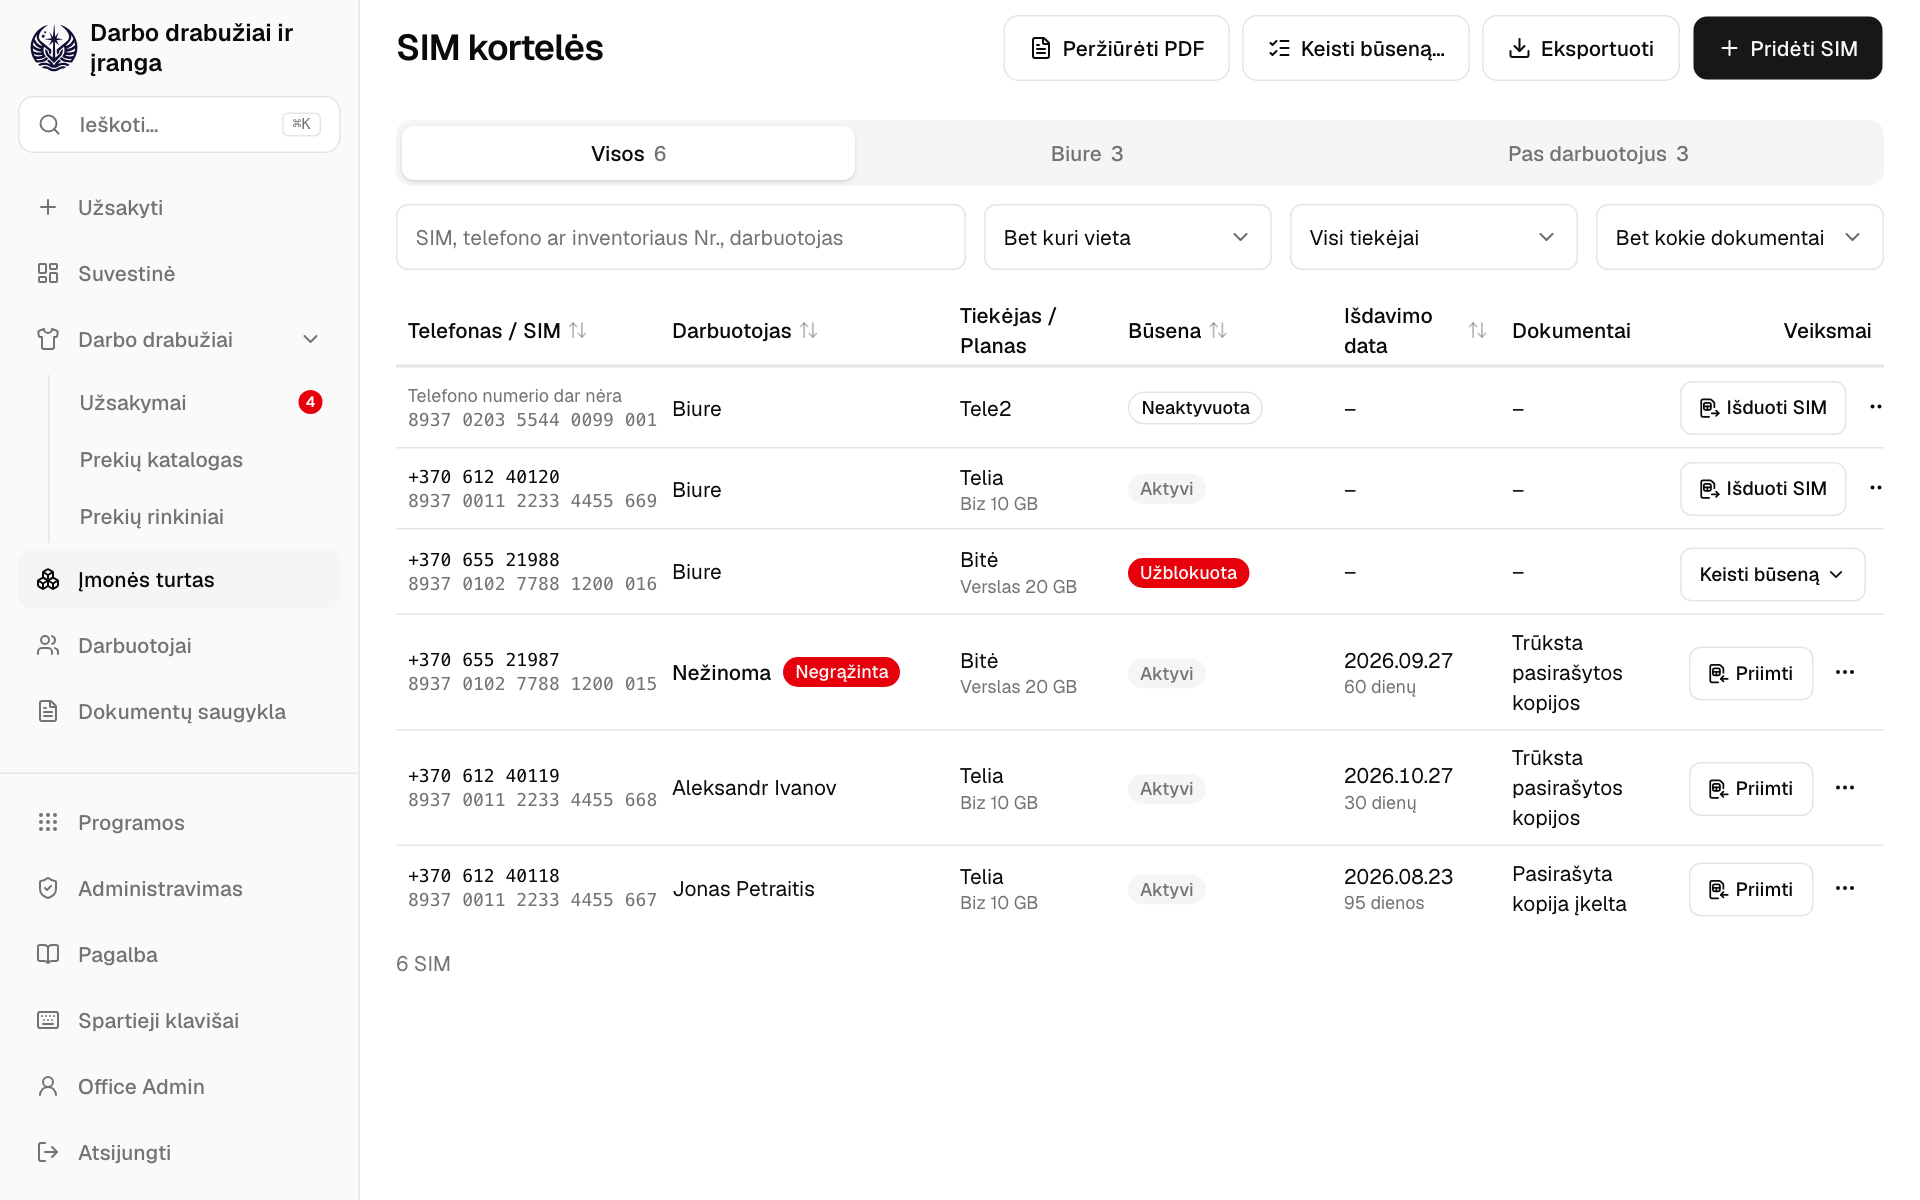 Darbo drabužiai ir
įranga
Ieškoti...
⌘K
Užsakyti
Suvestinė
Darbo drabužiai
Užsakymai 4
Prekių katalogas
Prekių rinkiniai
Įmonės turtas
Darbuotojai
Dokumentų saugykla
Programos
Administravimas
Pagalba
Spartieji klavišai
Office Admin
Atsijungti
SIM kortelės
Peržiūrėti PDF
Keisti būseną...
Eksportuoti
Pridėti SIM
Visos 6
Biure 3
Pas darbuotojus 3
SIM, telefono ar inventoriaus Nr., darbuotojas
Bet kuri vieta
Visi tiekėjai
Bet kokie dokumentai
Telefonas / SIM
Darbuotojas
Tiekėjas /
Planas
Būsena
Išdavimo
data
Dokumentai
Veiksmai
Telefono numerio dar nėra
8937 0203 5544 0099 001
Biure
Tele2
Neaktyvuota
–
–
Išduoti SIM
+370 612 40120
8937 0011 2233 4455 669
Biure
Telia
Biz 10 GB
Aktyvi
–
–
Išduoti SIM
+370 655 21988
8937 0102 7788 1200 016
Biure
Bitė
Verslas 20 GB
Užblokuota
–
–
Keisti būseną
+370 655 21987
8937 0102 7788 1200 015
Nežinoma
Negrąžinta
Bitė
Verslas 20 GB
Aktyvi
2026.09.27
60 dienų
Trūksta
pasirašytos
kopijos
Priimti
+370 612 40119
8937 0011 2233 4455 668
Aleksandr Ivanov
Telia
Biz 10 GB
Aktyvi
2026.10.27
30 dienų
Trūksta
pasirašytos
kopijos
Priimti
+370 612 40118
8937 0011 2233 4455 667
Jonas Petraitis
Telia
Biz 10 GB
Aktyvi
2026.08.23
95 dienos
Pasirašyta
kopija įkelta
Priimti
6 SIM